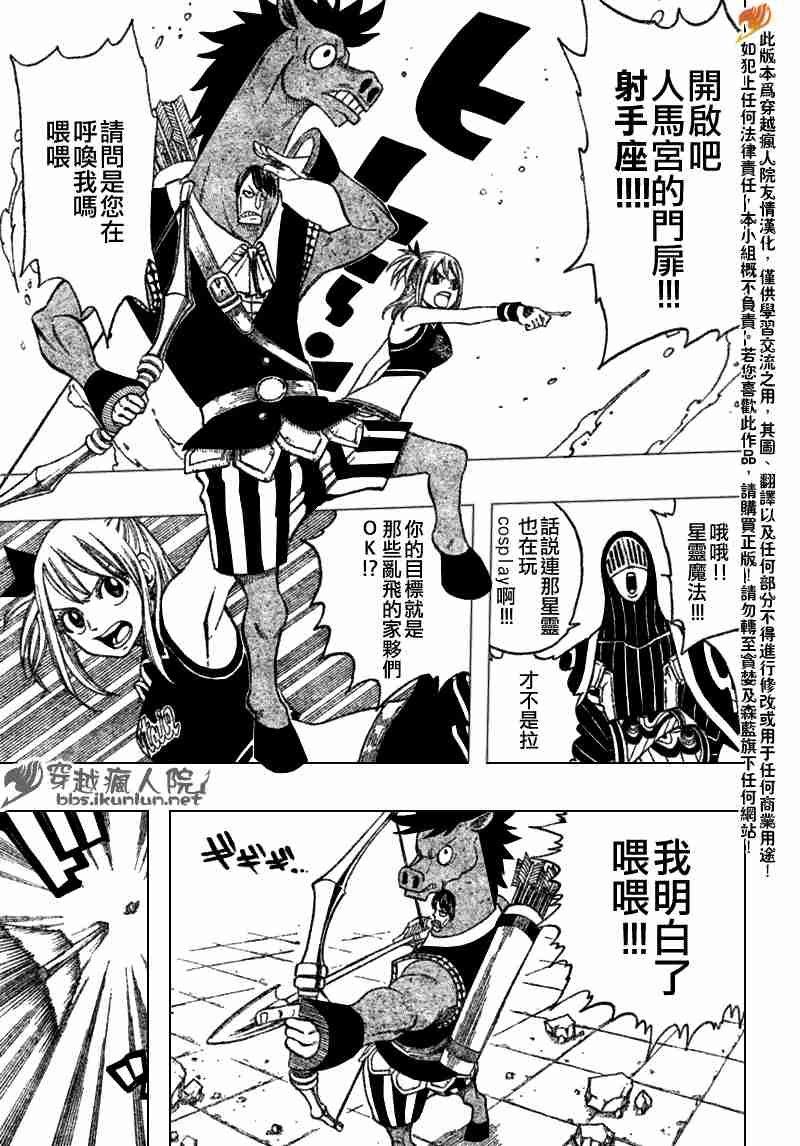 開啟吧
人馬宮的門扉!!!
射手座!!!!
ヒヒーン!
請問是您在
呼喚我嗎
喂喂
哦哦!!
星靈魔法!!!
話說連那星靈
也在玩
cosplay啊!!!
才不是拉
你的目標就是
那些亂飛的家夥們
OK!?
穿越瘋人院
bbs.ikunlun.net
我明白了
喂喂!!!
ギギギ…
此版本爲穿越瘋人院友情漢化，僅供學習交流之用，其圖、翻譯以及任何部分不得進行修改或用于任何商業用途！
如犯上任何法律責任，本小組概不負責。若您喜歡此作品，請購買正版！請勿轉至貪婪及森藍旗下任何網站！